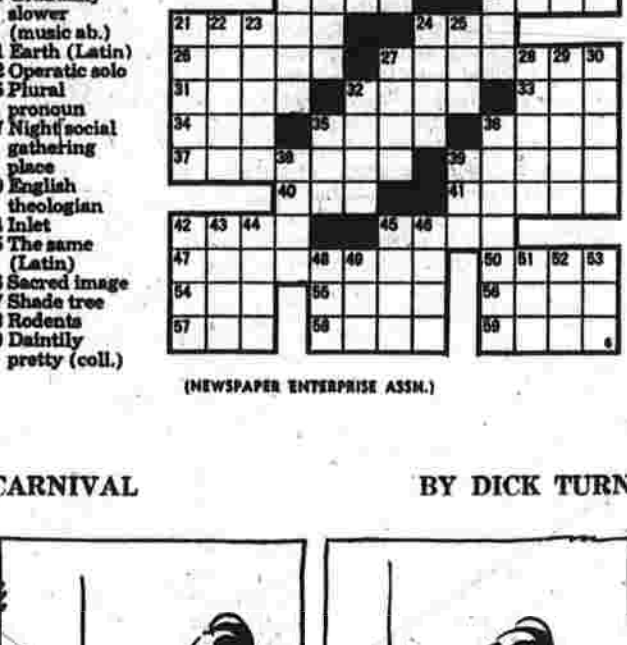 slower
(music ab.)
Earth (Latin)
Operatic solo
Plural
pronoun
Night social
gathering
place
English
theologian
Inlet
The same
(Latin)
Sacred image
Shade tree
Rodents
Daintily
pretty (coll.)
21 22 23 24 25
26 27 28 29 30
31 32 33
34 35 36
37 38 39
40 41
42 43 44 45 46
47 48 49 50 51 52 53
54 55 56
57 58 59
6
(NEWSPAPER ENTERPRISE ASSN.)
CARNIVAL BY DICK TURN